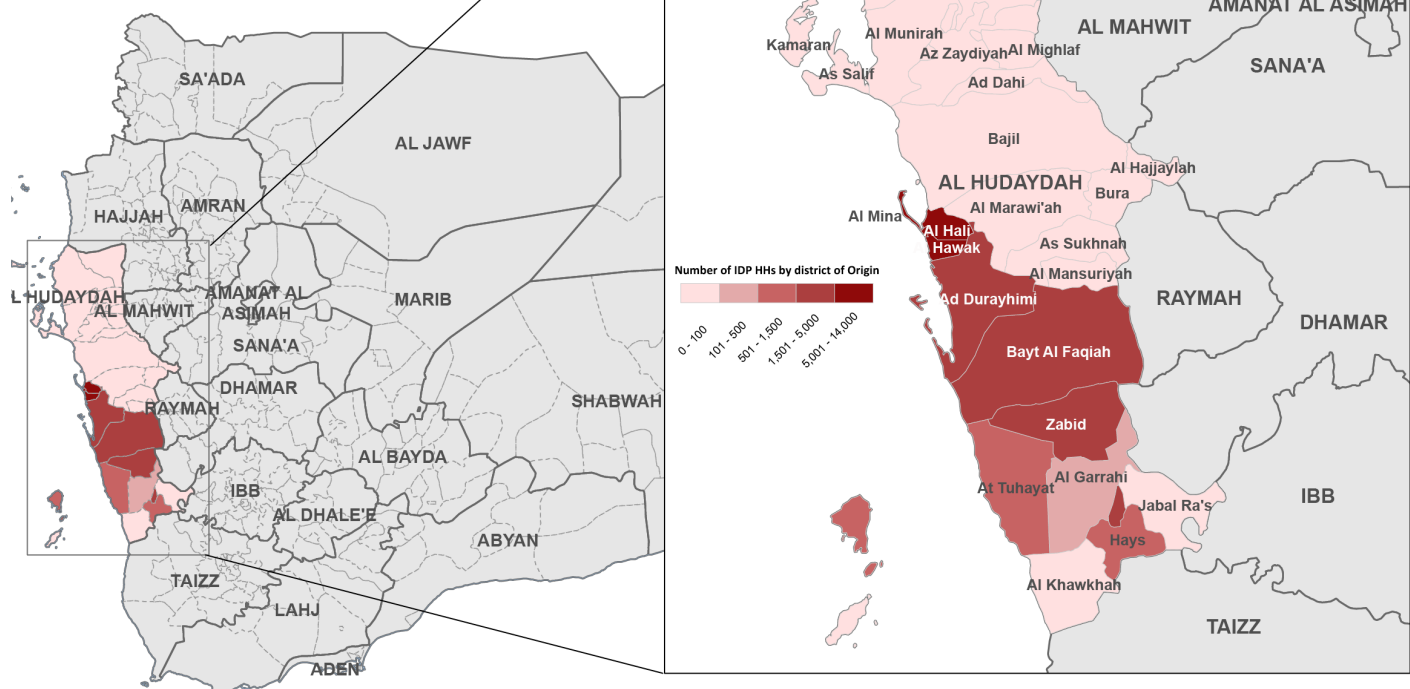 SA'ADA
AL JAWF
AMRAN
HAJJAH
L HUDAYDAH
AL MAHWIT
AMANAT AL
ASIMAH
MARIB
SANA'A
DHAMAR
RAYMAH
SHABWAH
AL BAYDA
IBB
AL DHALE'E
ABYAN
TAIZZ
LAHJ
ADEN
AMANAT AL ASIMAH
AL MAHWIT
SANA'A
Kamaran
Al Munirah
Az Zaydiyah
Al Mighlaf
As Salif
Ad Dahi
Bajil
Al Hajjaylah
AL HUDAYDAH
Bura
Al Mina
Al Marawi'ah
Al Hali
Hawak
As Sukhnah
Al Mansuriyah
Number of IDP HHs by district of Origin
0 - 100
101 - 500
501 - 1,500
1,501 - 5,000
5,001 - 14,000
Ad Durayhimi
RAYMAH
DHAMAR
Bayt Al Faqiah
Zabid
At Tuhayat
Al Garrahi
Jabal Ra's
IBB
Hays
Al Khawkhah
TAIZZ